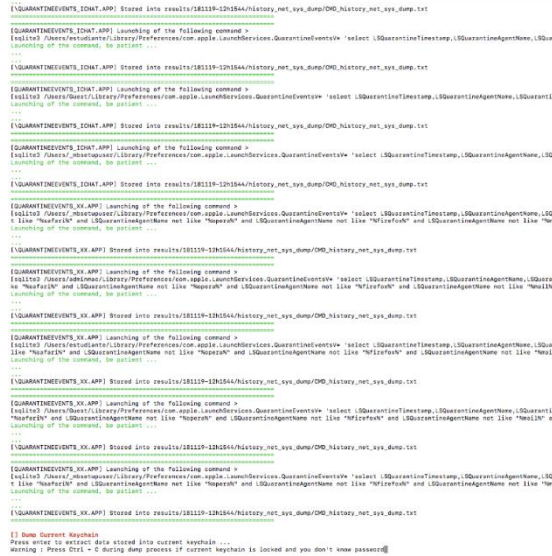 ...
[\QUARANTINEEVENTS_ICHAT.APP] Stored into results/181119-12h1544/history_net_sys_dump/CMD_history_net_sys_dump.txt
[QUARANTINEEVENTS_ICHAT.APP] Launching of the following command >
[sqlite3 /Users/estudiante/Library/Preferences/com.apple.LaunchServices.QuarantineEventsV* 'select LSQuarantineTimestamp,LSQuarantineAgentName,LSQua
Launching of the command, be patient ...
...
...
[\QUARANTINEEVENTS_ICHAT.APP] Stored into results/181119-12h1544/history_net_sys_dump/CMD_history_net_sys_dump.txt
[QUARANTINEEVENTS_ICHAT.APP] Launching of the following command >
[sqlite3 /Users/Guest/Library/Preferences/com.apple.LaunchServices.QuarantineEventsV* 'select LSQuarantineTimestamp,LSQuarantineAgentName,LSQuaranti
Launching of the command, be patient ...
...
...
[\QUARANTINEEVENTS_ICHAT.APP] Stored into results/181119-12h1544/history_net_sys_dump/CMD_history_net_sys_dump.txt
[QUARANTINEEVENTS_ICHAT.APP] Launching of the following command >
[sqlite3 /Users/_mbsetupuser/Library/Preferences/com.apple.LaunchServices.QuarantineEventsV* 'select LSQuarantineTimestamp,LSQuarantineAgentName,LSQ
Launching of the command, be patient ...
...
...
[\QUARANTINEEVENTS_ICHAT.APP] Stored into results/181119-12h1544/history_net_sys_dump/CMD_history_net_sys_dump.txt
[QUARANTINEEVENTS_XX.APP] Launching of the following command >
[sqlite3 /Users/_mbsetupuser/Library/Preferences/com.apple.LaunchServices.QuarantineEventsV* 'select LSQuarantineTimestamp,LSQuarantineAgentName,LSQ
t like "%safari%" and LSQuarantineAgentName not like "%opera%" and LSQuarantineAgentName not like "%firefox%" and LSQuarantineAgentName not like "%m
Launching of the command, be patient ...
...
...
[\QUARANTINEEVENTS_XX.APP] Stored into results/181119-12h1544/history_net_sys_dump/CMD_history_net_sys_dump.txt
[QUARANTINEEVENTS_XX.APP] Launching of the following command >
[sqlite3 /Users/adminmac/Library/Preferences/com.apple.LaunchServices.QuarantineEventsV* 'select LSQuarantineTimestamp,LSQuarantineAgentName,LSQuara
ke "%safari%" and LSQuarantineAgentName not like "%opera%" and LSQuarantineAgentName not like "%firefox%" and LSQuarantineAgentName not like "%mail%"
Launching of the command, be patient ...
...
...
[\QUARANTINEEVENTS_XX.APP] Stored into results/181119-12h1544/history_net_sys_dump/CMD_history_net_sys_dump.txt
[QUARANTINEEVENTS_XX.APP] Launching of the following command >
[sqlite3 /Users/estudiante/Library/Preferences/com.apple.LaunchServices.QuarantineEventsV* 'select LSQuarantineTimestamp,LSQuarantineAgentName,LSQua
like "%safari%" and LSQuarantineAgentName not like "%opera%" and LSQuarantineAgentName not like "%firefox%" and LSQuarantineAgentName not like "%mai
Launching of the command, be patient ...
...
...
[\QUARANTINEEVENTS_XX.APP] Stored into results/181119-12h1544/history_net_sys_dump/CMD_history_net_sys_dump.txt
[QUARANTINEEVENTS_XX.APP] Launching of the following command >
[sqlite3 /Users/Guest/Library/Preferences/com.apple.LaunchServices.QuarantineEventsV* 'select LSQuarantineTimestamp,LSQuarantineAgentName,LSQuaranti
"%safari%" and LSQuarantineAgentName not like "%opera%" and LSQuarantineAgentName not like "%firefox%" and LSQuarantineAgentName not like "%mail%" a
Launching of the command, be patient ...
...
...
[\QUARANTINEEVENTS_XX.APP] Stored into results/181119-12h1544/history_net_sys_dump/CMD_history_net_sys_dump.txt
[QUARANTINEEVENTS_XX.APP] Launching of the following command >
[sqlite3 /Users/_mbsetupuser/Library/Preferences/com.apple.LaunchServices.QuarantineEventsV* 'select LSQuarantineTimestamp,LSQuarantineAgentName,LSQ
t like "%safari%" and LSQuarantineAgentName not like "%opera%" and LSQuarantineAgentName not like "%firefox%" and LSQuarantineAgentName not like "%m
Launching of the command, be patient ...
...
...
[\QUARANTINEEVENTS_XX.APP] Stored into results/181119-12h1544/history_net_sys_dump/CMD_history_net_sys_dump.txt
[] Dump Current Keychain
Press enter to extract data stored into current keychain ...
Warning : Press Ctrl + C during dump process if current keychain is locked and you don't know password